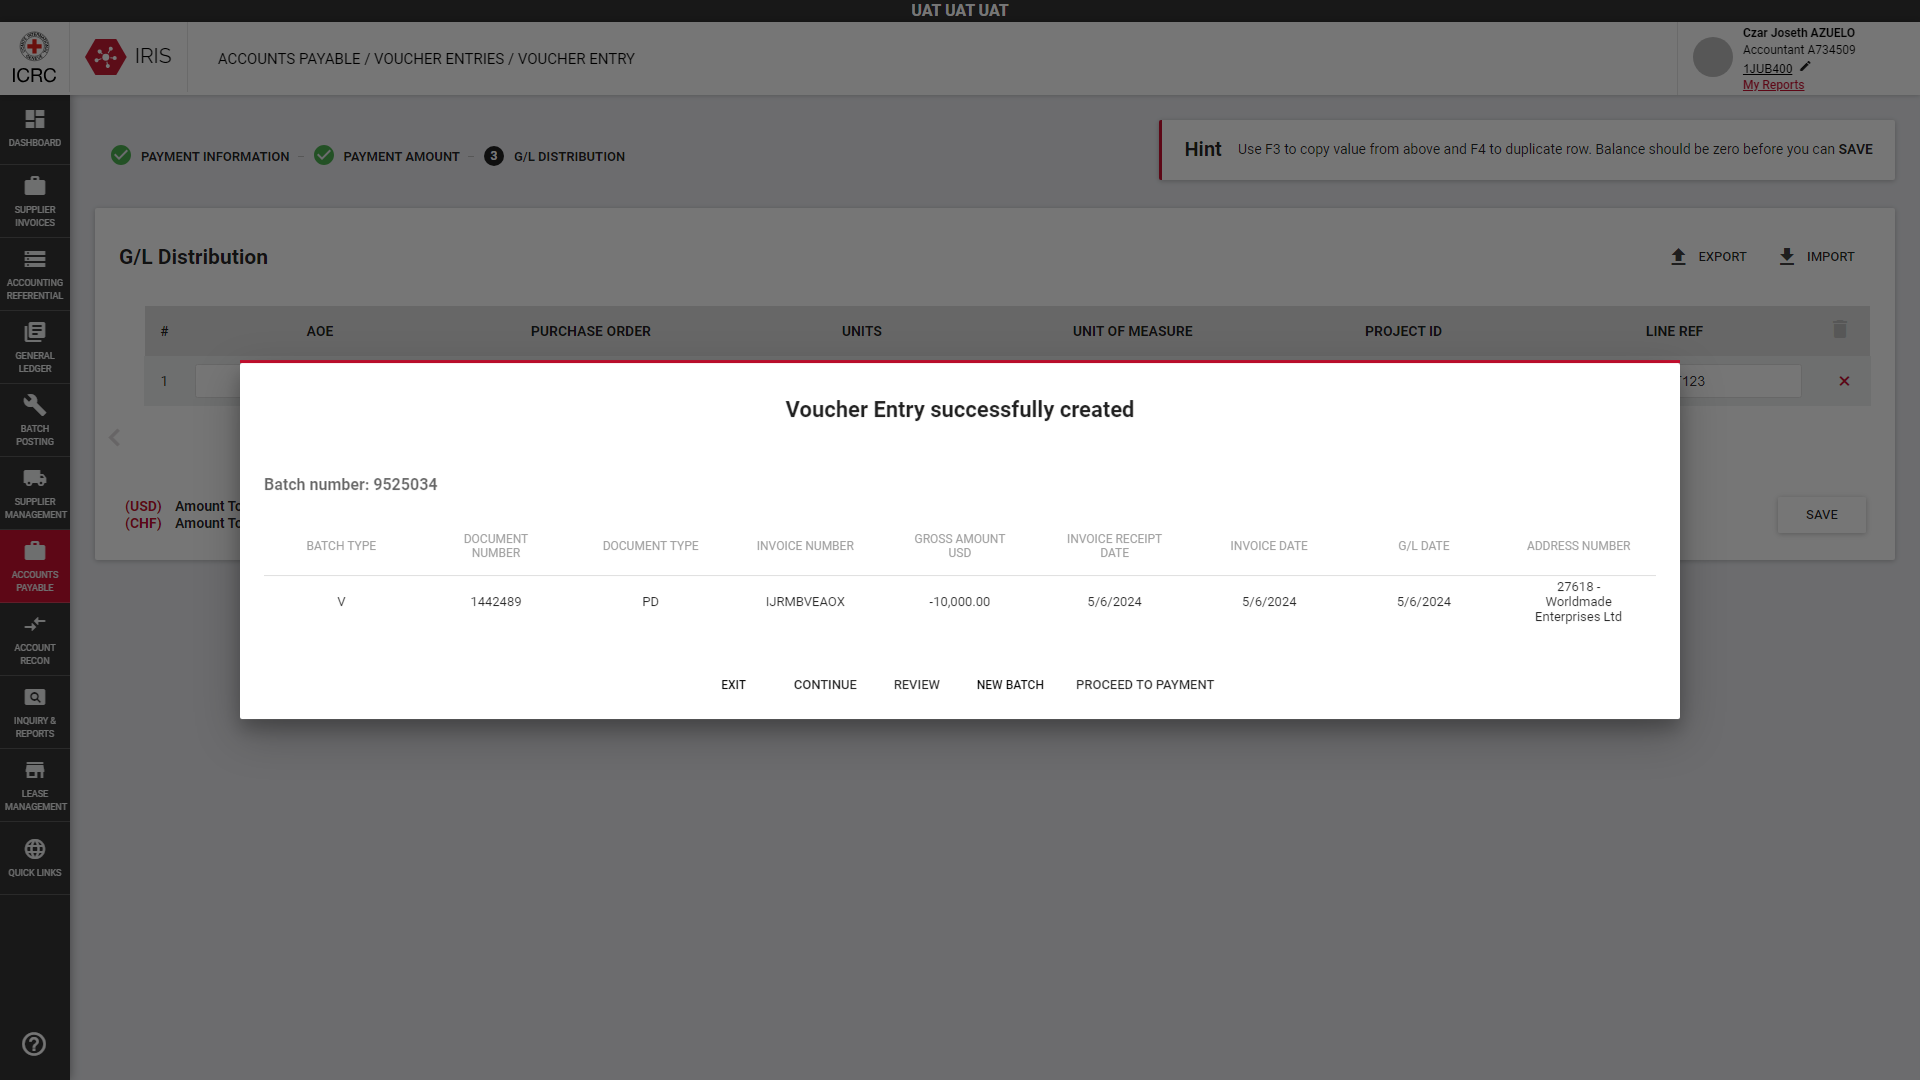 UAT UAT UAT
ICRC
IRIS
ACCOUNTS PAYABLE / VOUCHER ENTRIES / VOUCHER ENTRY
Czar Joseth AZUELO
Accountant A734509
1JUB400
My Reports
DASHBOARD
SUPPLIER
INVOICES
ACCOUNTING
REFERENTIAL
GENERAL
LEDGER
BATCH
POSTING
SUPPLIER
MANAGEMENT
ACCOUNTS
PAYABLE
ACCOUNT
RECON
INQUIRY &
REPORTS
LEASE
MANAGEMENT
QUICK LINKS
PAYMENT INFORMATION
PAYMENT AMOUNT
3 G/L DISTRIBUTION
Hint Use F3 to copy value from above and F4 to duplicate row. Balance should be zero before you can SAVE
G/L Distribution
EXPORT
IMPORT
# AOE PURCHASE ORDER UNITS UNIT OF MEASURE PROJECT ID LINE REF
1
123
(USD) Amount To
(CHF) Amount To
SAVE
Voucher Entry successfully created
Batch number: 9525034
BATCH TYPE
DOCUMENT
NUMBER
DOCUMENT TYPE
INVOICE NUMBER
GROSS AMOUNT
USD
INVOICE RECEIPT
DATE
INVOICE DATE
G/L DATE
ADDRESS NUMBER
V
1442489
PD
IJRMBVEAOX
-10,000.00
5/6/2024
5/6/2024
5/6/2024
27618 -
Worldmade
Enterprises Ltd
EXIT
CONTINUE
REVIEW
NEW BATCH
PROCEED TO PAYMENT